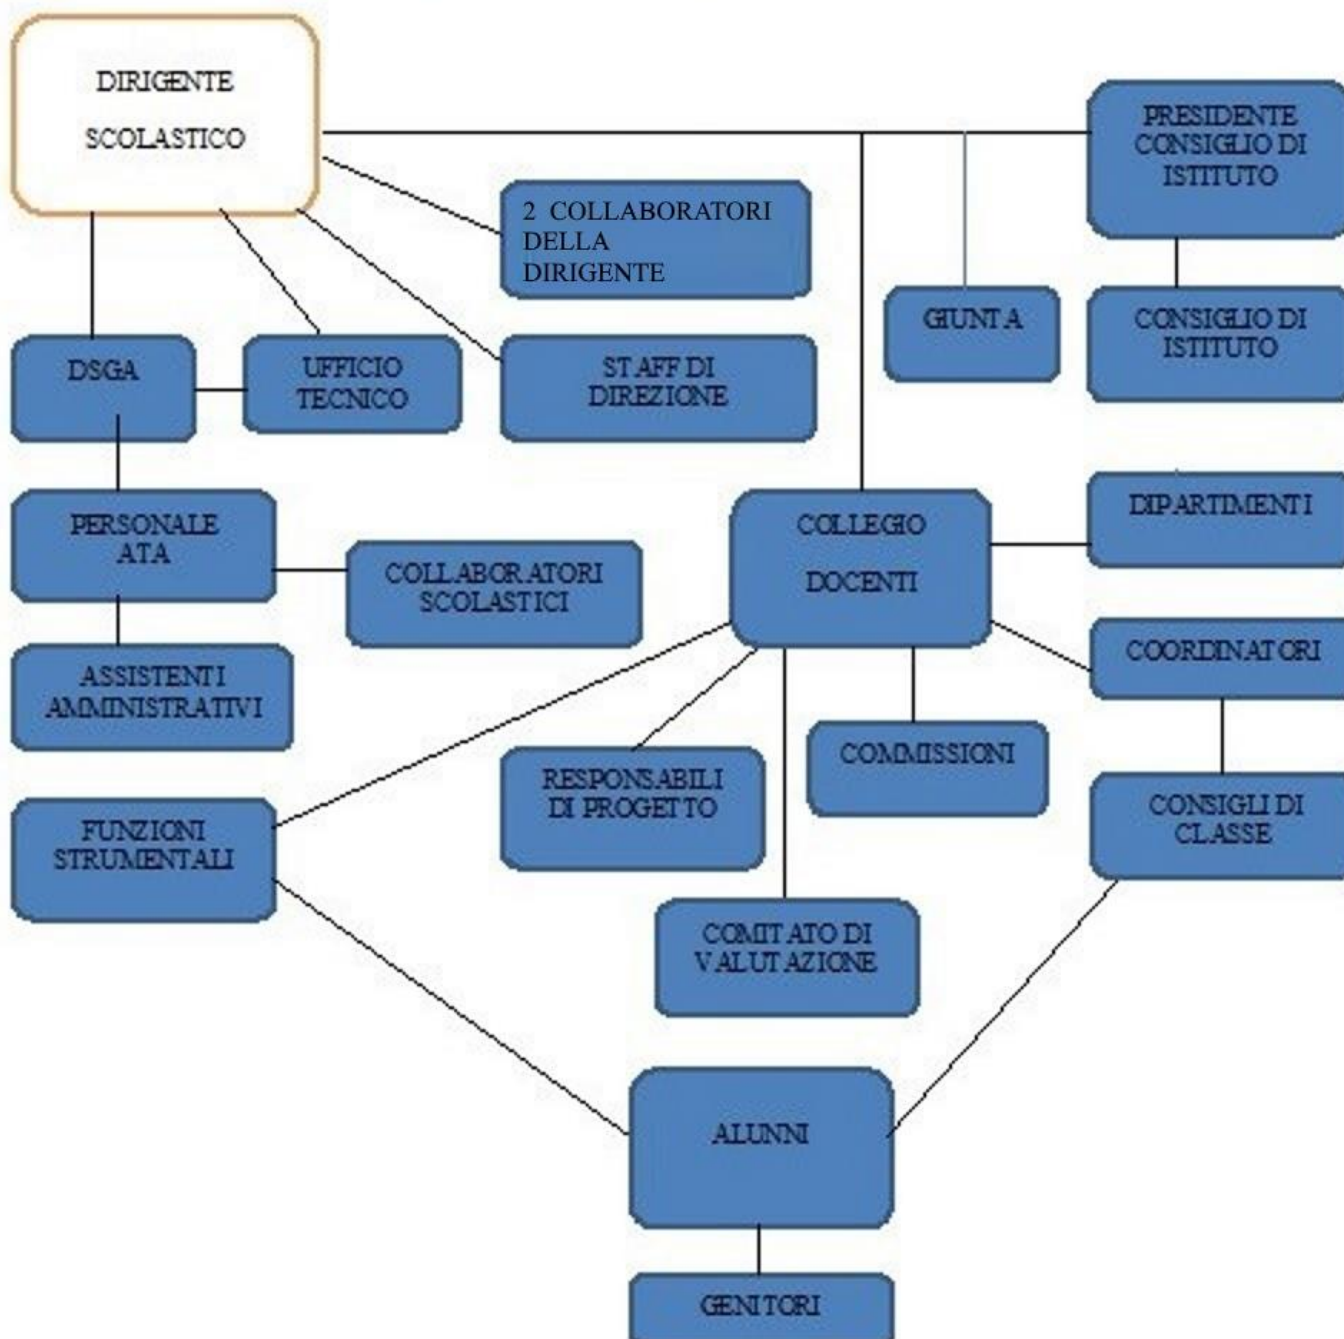 DIRIGENTE
SCOLASTICO
PRESIDENTE
CONSIGLIO DI
ISTITUTO
2 COLLABORATORI
DELLA
DIRIGENTE
GIUNTA
CONSIGLIO DI
ISTITUTO
DSGA
UFFICIO
TECNICO
STAFF DI
DIREZIONE
PERSONALE
ATA
COLLABORATORI
SCOLASTICI
COLLEGIO
DOCENTI
DIPARTIMENTI
ASSISTENTI
AMMINISTRATIVI
COORDINATORI
RESPONSABILI
DI PROGETTO
COMMISSIONI
CONSIGLI DI
CLASSE
FUNZIONI
STRUMENTALI
COMITATO DI
VALUTAZIONE
ALUNNI
GENITORI